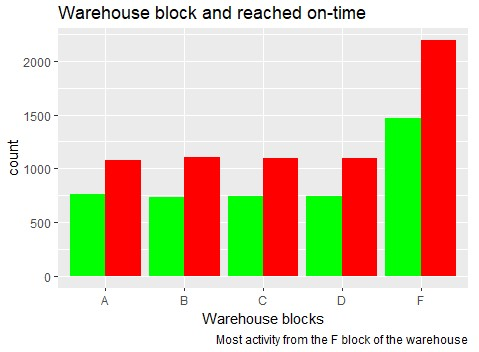 Warehouse block and reached on-time
2000
1500
1000
500
0
count
A B C D F
Warehouse blocks
Most activity from the F block of the warehouse